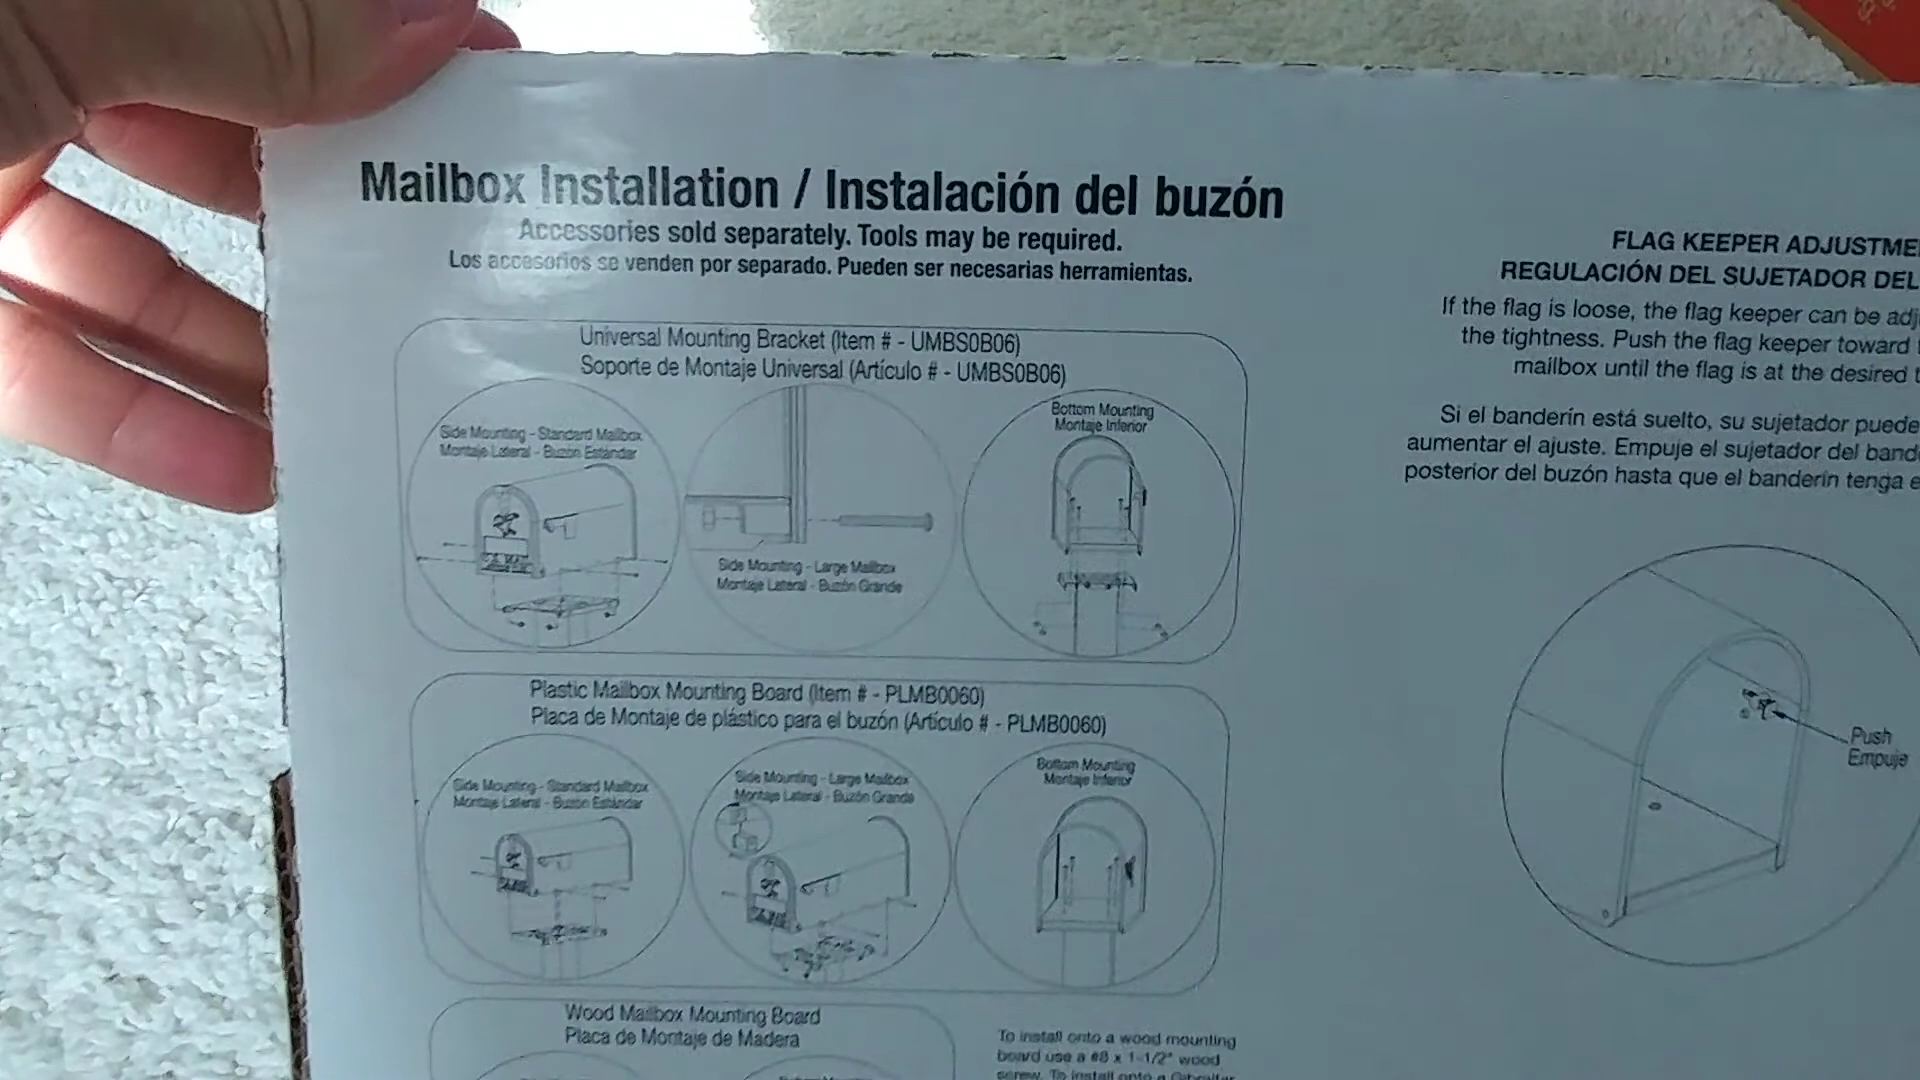 Mailbox Installation / Instalación del buzón
Accessories sold separately. Tools may be required.
Los accesorios se venden por separado. Pueden ser necesarias herramientas.
Universal Mounting Bracket (Item # - UMBS0B06)
Soporte de Montaje Universal (Artículo # - UMBS0B06)
Side Mounting - Standard Mailbox
Montaje Lateral - Buzón Estándar
Side Mounting - Large Mailbox
Montaje Lateral - Buzón Grande
Bottom Mounting
Montaje Inferior
Plastic Mailbox Mounting Board (Item # - PLMB0060)
Placa de Montaje de plástico para el buzón (Artículo # - PLMB0060)
Side Mounting - Standard Mailbox
Montaje Lateral - Buzón Estándar
Side Mounting - Large Mailbox
Montaje Lateral - Buzón Grande
Bottom Mounting
Montaje Inferior
Wood Mailbox Mounting Board
Placa de Montaje de Madera
To install onto a wood mounting
board use a #8 x 1-1/2" wood
screw. To install onto a Gibraltar
FLAG KEEPER ADJUSTME
REGULACIÓN DEL SUJETADOR DEL
If the flag is loose, the flag keeper can be adj
the tightness. Push the flag keeper toward
mailbox until the flag is at the desired t
Si el banderín está suelto, su sujetador puede
aumentar el ajuste. Empuje el sujetador del band
posterior del buzón hasta que el banderín tenga e
Push
Empuje